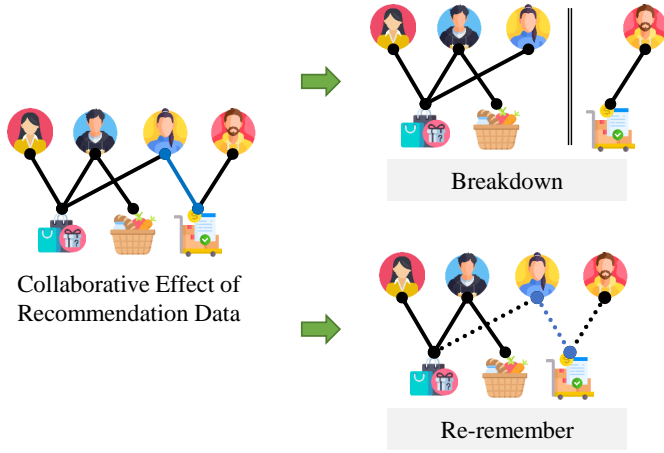 Breakdown
Collaborative Effect of
Recommendation Data
Re-remember